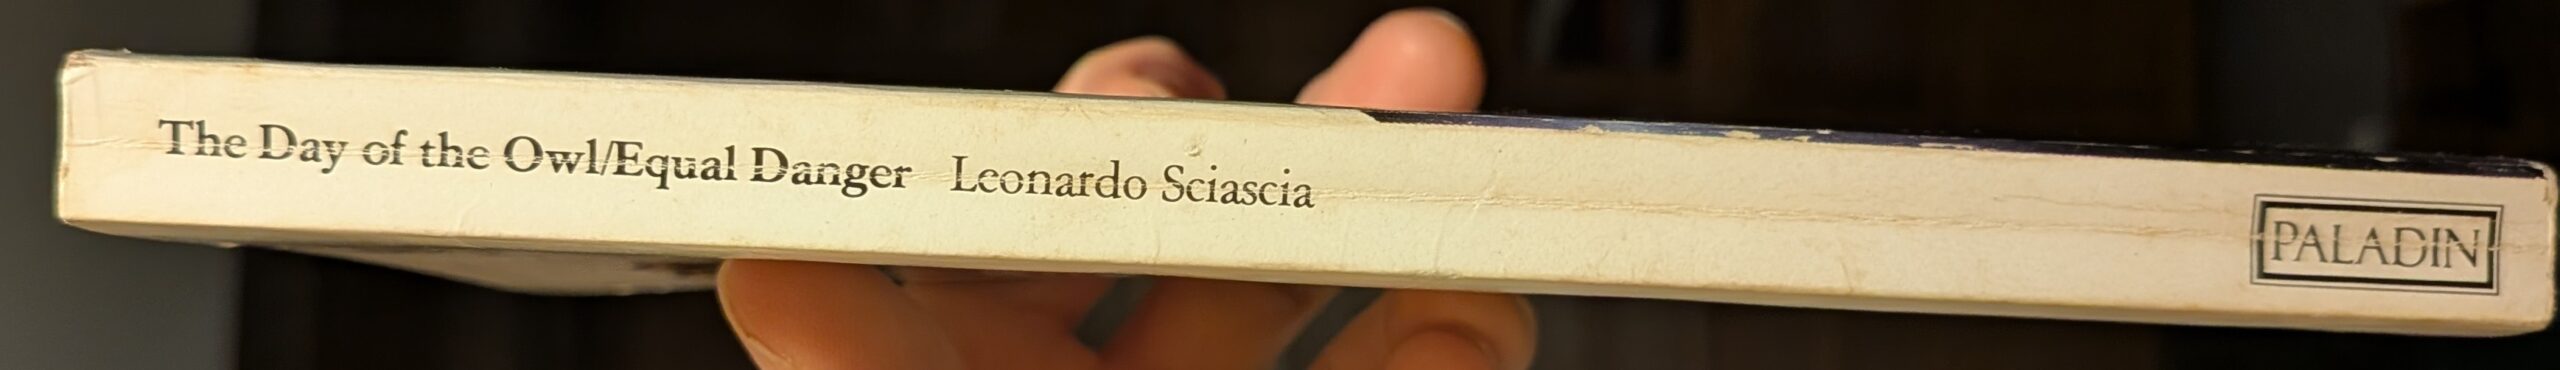 The Day of the Owl/Equal Danger Leonardo Sciascia
PALADIN